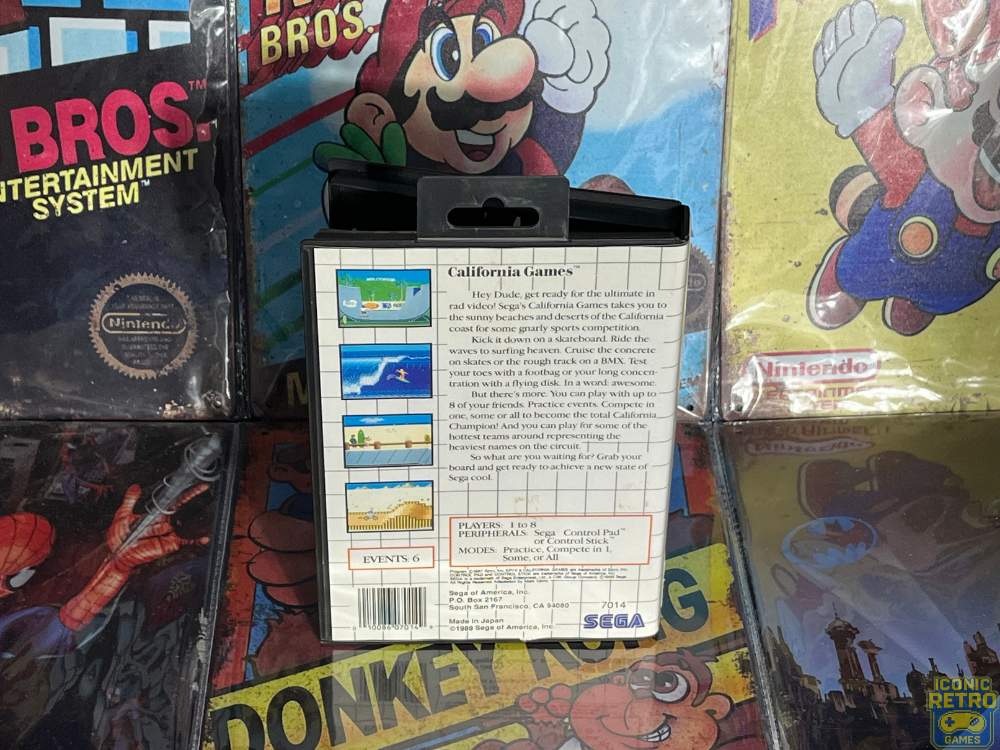 BROS.
BROS.™
ENTERTAINMENT
SYSTEM™
Nintendo
California Games™
Hey Dude, get ready for the ultimate in
rad video! Sega's California Games takes you to
the sunny beaches and deserts of the California
coast for some gnarly sports competition.
Kick it down on a skateboard. Ride the
waves to surfing heaven. Cruise the concrete
on skates or the rough track on a BMX. Test
your toes with a footbag or your long concen-
tration with a flying disk. In a word: awesome.
But there's more. You can play with up to
8 of your friends. Practice events. Compete in
one, some or all to become the total California
Champion! And you can play for some of the
hottest teams around representing the
heaviest names on the circuit.
So what are you waiting for? Grab your
board and get ready to achieve a new state of
Sega cool.
EVENTS: 6
PLAYERS: 1 to 8
PERIPHERALS: Sega Control Pad™
or Control Stick™
MODES: Practice, Compete in 1,
Some, or All
Sega of America, Inc.
P.O. Box 2167
South San Francisco, CA 94080
7014
Made in Japan
©1989 Sega of America, Inc.
SEGA
0 10086 07014
Nintendo
DONKEY KONG
ICONIC
RETRO
GAMES